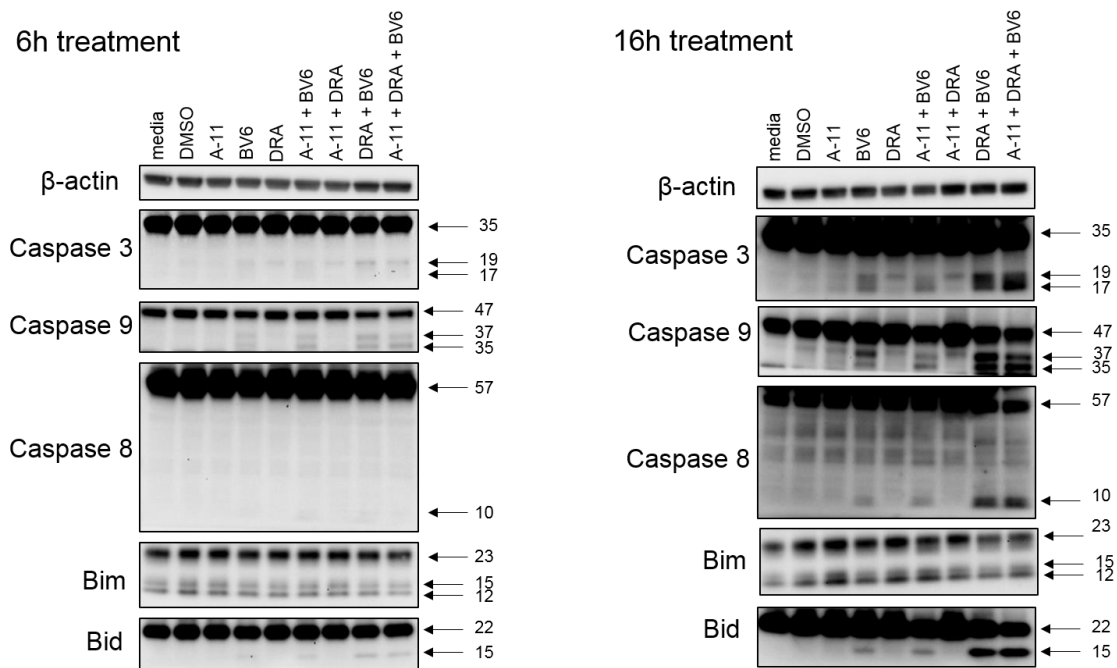 6h treatment
media
DMSO
A-11
BV6
DRA
A-11 + BV6
A-11 + DRA
DRA + BV6
A-11 + DRA + BV6
β-actin
Caspase 3
35
19
17
Caspase 9
47
37
35
Caspase 8
57
10
Bim
23
15
12
Bid
22
15
16h treatment
media
DMSO
A-11
BV6
DRA
A-11 + BV6
A-11 + DRA
DRA + BV6
A-11 + DRA + BV6
β-actin
Caspase 3
35
19
17
Caspase 9
47
37
35
Caspase 8
57
10
Bim
23
15
12
Bid
22
15